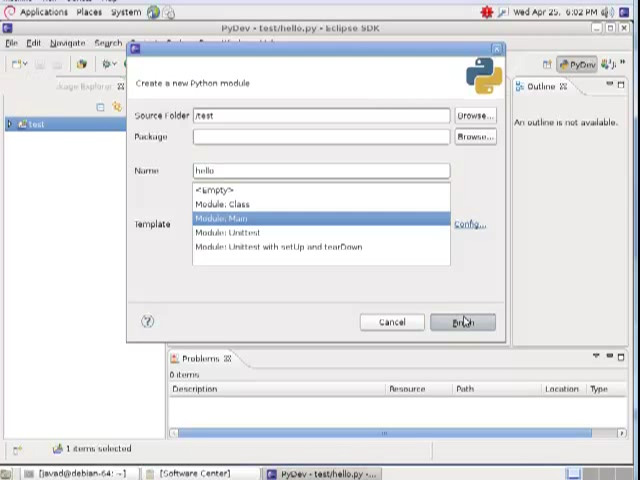 Applications Places System Wed Apr 25, 6:02 PM
PyDev - test/hello.py - Eclipse SDK
File Edit Navigate Search
PyDev
Create a new Python module
Outline
An outline is not available.
Source Folder /test Browse...
Package Browse...
test
Name hello
<Empty>
Module: Class
Module: Main
Template Config...
Module: Unittest
Module: Unittest with setUp and tearDown
Cancel Finish
Problems
0 items
Description Resource Path Location Type
1 items selected
[javad@debian-64: ~] [Software Center] PyDev - test/hello.py -...